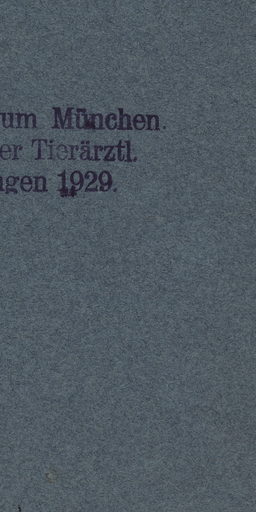 um München.
er Tierärztl.
ngen 1929.